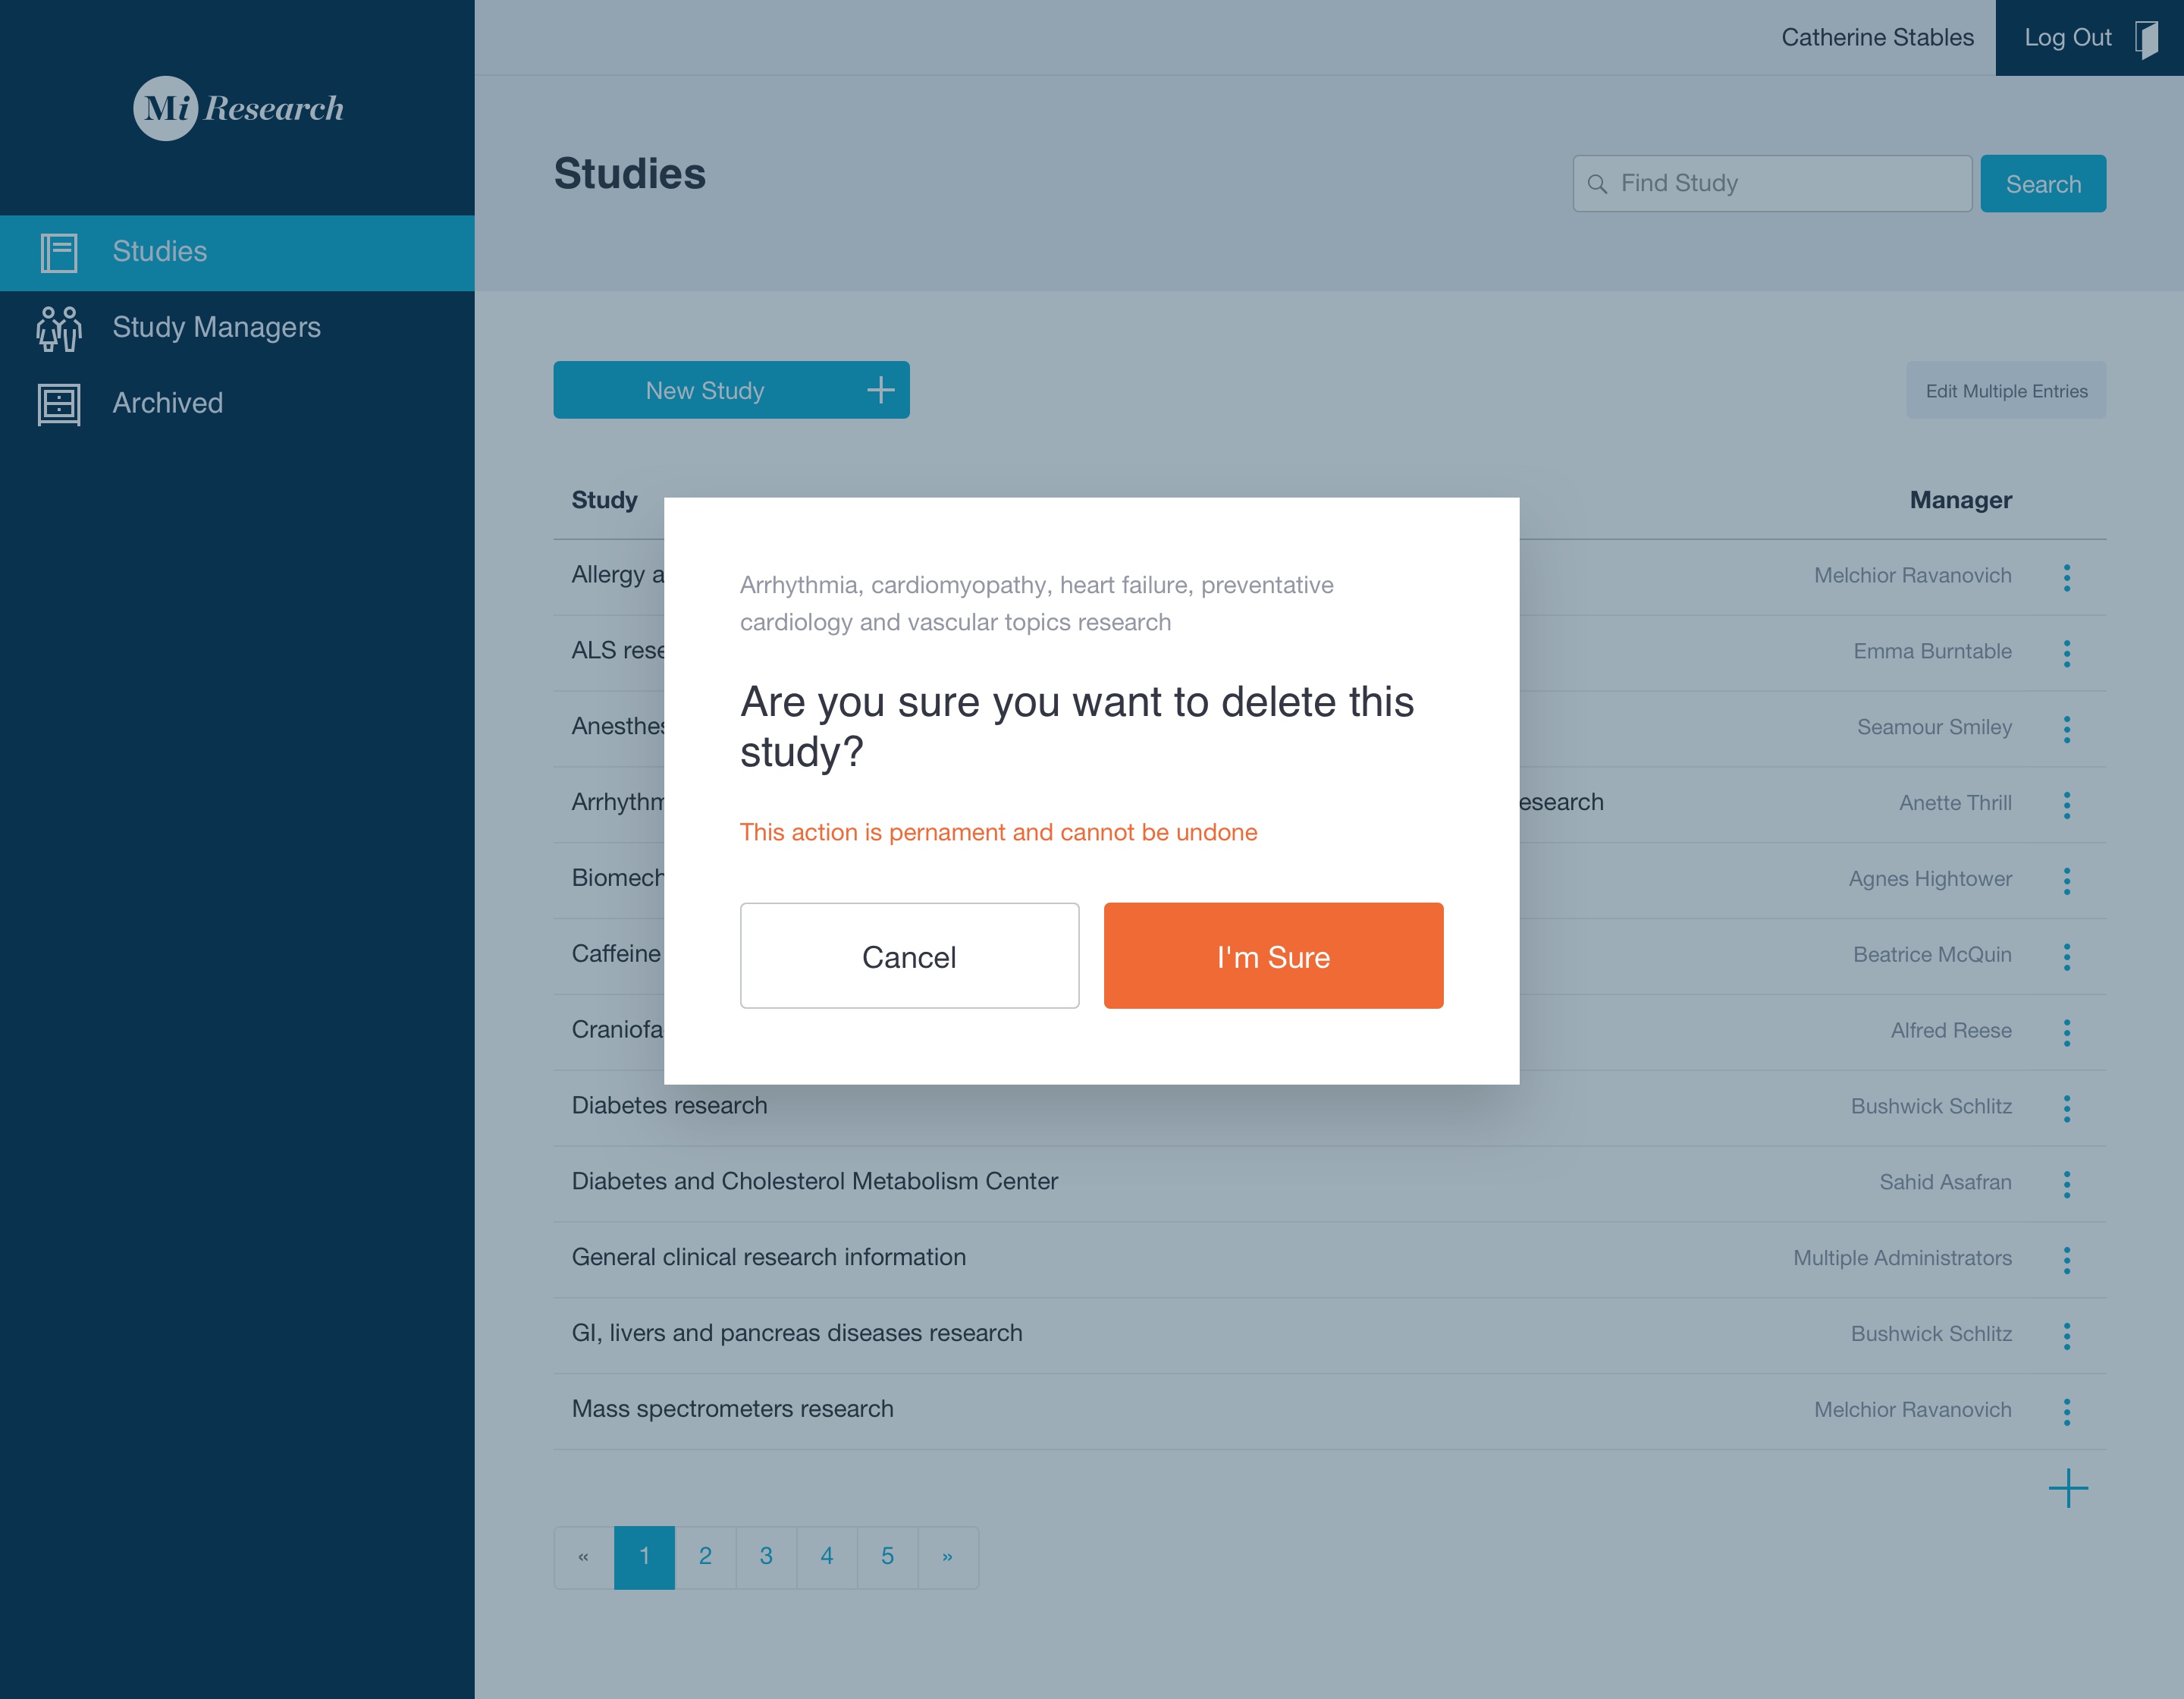 Catherine Stables
Log Out
Mi Research
Studies
Find Study
Search
Studies
Study Managers
Archived
New Study
Edit Multiple Entries
Study
Manager
Allergy a
Melchior Ravanovich
ALS rese
Emma Burntable
Anesthes
Seamour Smiley
Arrhythm
esearch
Anette Thrill
Biomech
Agnes Hightower
Caffeine
Beatrice McQuin
Craniofa
Alfred Reese
Diabetes research
Bushwick Schlitz
Diabetes and Cholesterol Metabolism Center
Sahid Asafran
General clinical research information
Multiple Administrators
GI, livers and pancreas diseases research
Bushwick Schlitz
Mass spectrometers research
Melchior Ravanovich
Arrhythmia, cardiomyopathy, heart failure, preventative
cardiology and vascular topics research
Are you sure you want to delete this
study?
This action is pernament and cannot be undone
Cancel
I'm Sure
« 1 2 3 4 5 »